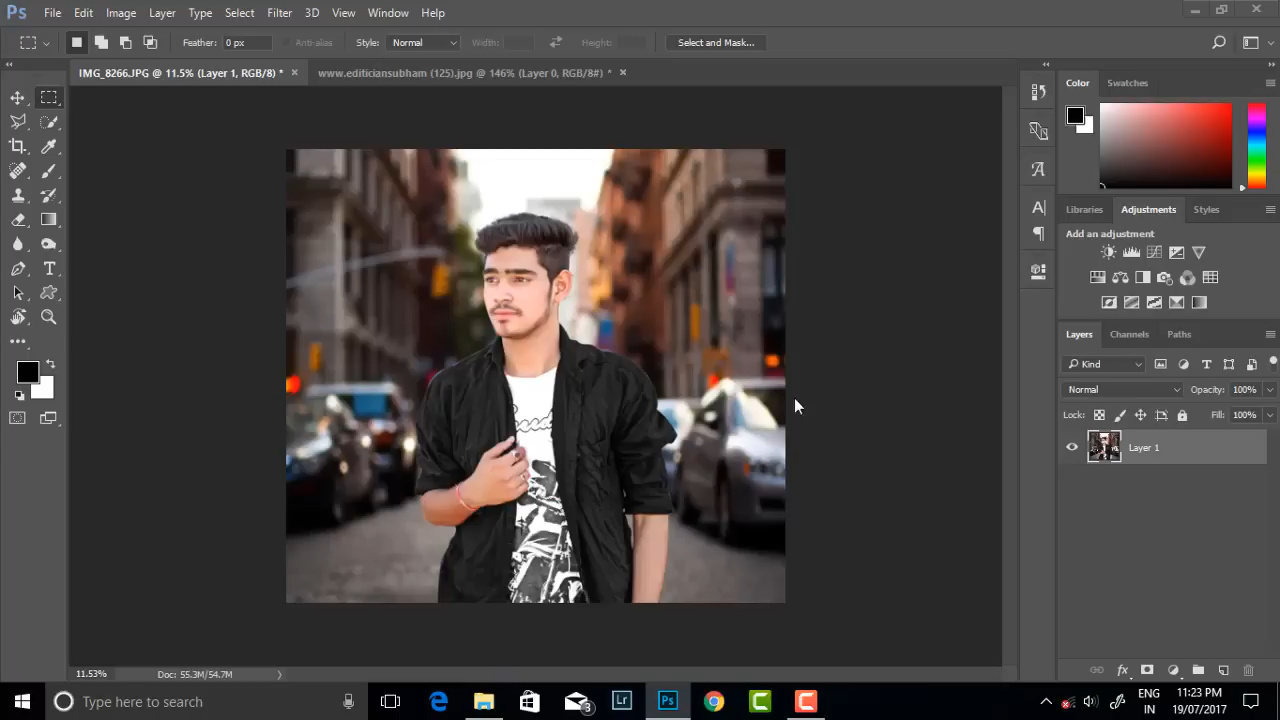 Ps File Edit Image Layer Type Select Filter 3D View Window Help
Feather: 0 px Anti-alias Style: Normal Width: Height: Select and Mask...
IMG_8266.JPG @ 11.5% (Layer 1, RGB/8) * × www.editiciansubham (125).jpg @ 146% (Layer 0, RGB/8#) * ×
Color Swatches
Libraries Adjustments Styles
Add an adjustment
Layers Channels Paths
Kind
Normal Opacity: 100%
Lock: Fill: 100%
Layer 1
11.53% Doc: 55.3M/54.7M
Type here to search
3
Lr
Ps
ENG
IN
11:23 PM
19/07/2017